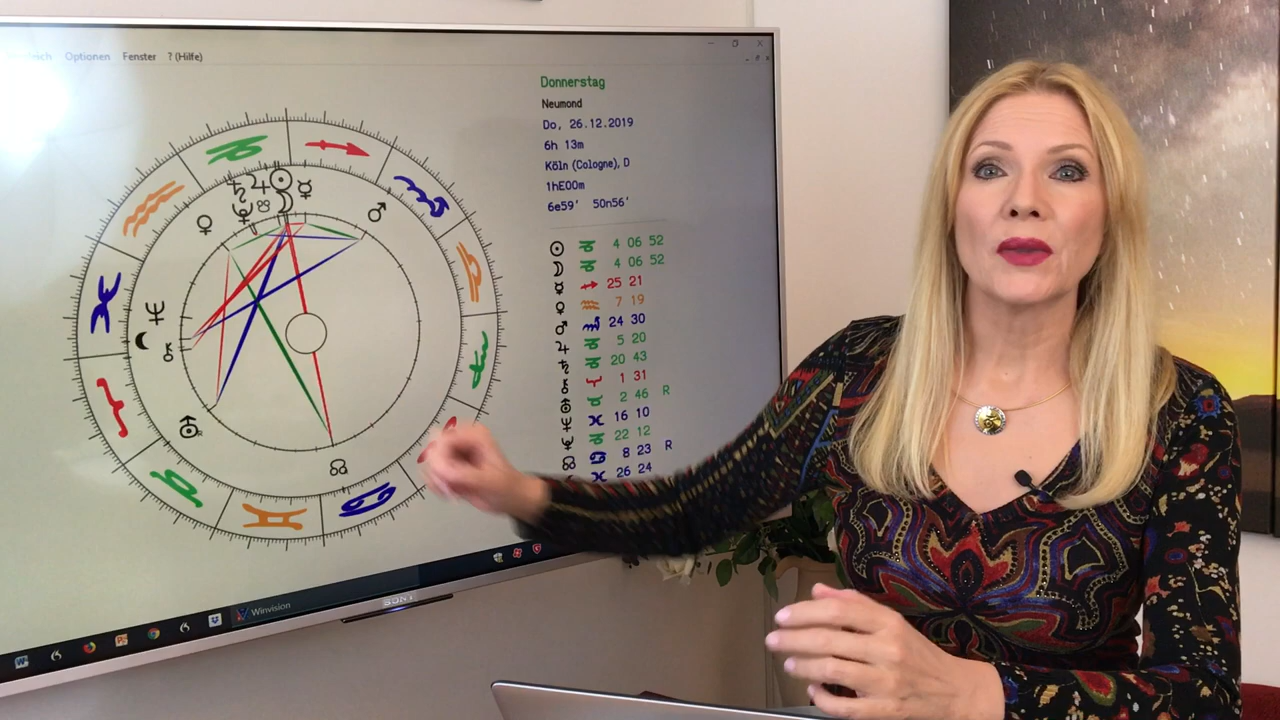 Optionen Fenster ? (Hilfe)
Donnerstag
Neumond
Do, 26.12.2019
6h 13m
Köln (Cologne), D
1hE00m
6e59' 50n56'
☉ ♑ 4 06 52
☽ ♑ 4 06 52
☿ ♐ 25 21
♀ ♒ 7 19
♂ ♏ 24 30
♃ ♑ 5 20
♄ ♑ 20 43
⚷ ♈ 1 31
♅ ♉ 2 46 R
♆ ♓ 16 10
♇ ♑ 22 12
☊ ♋ 8 23 R
♓ 26 24
Winvision
SONY